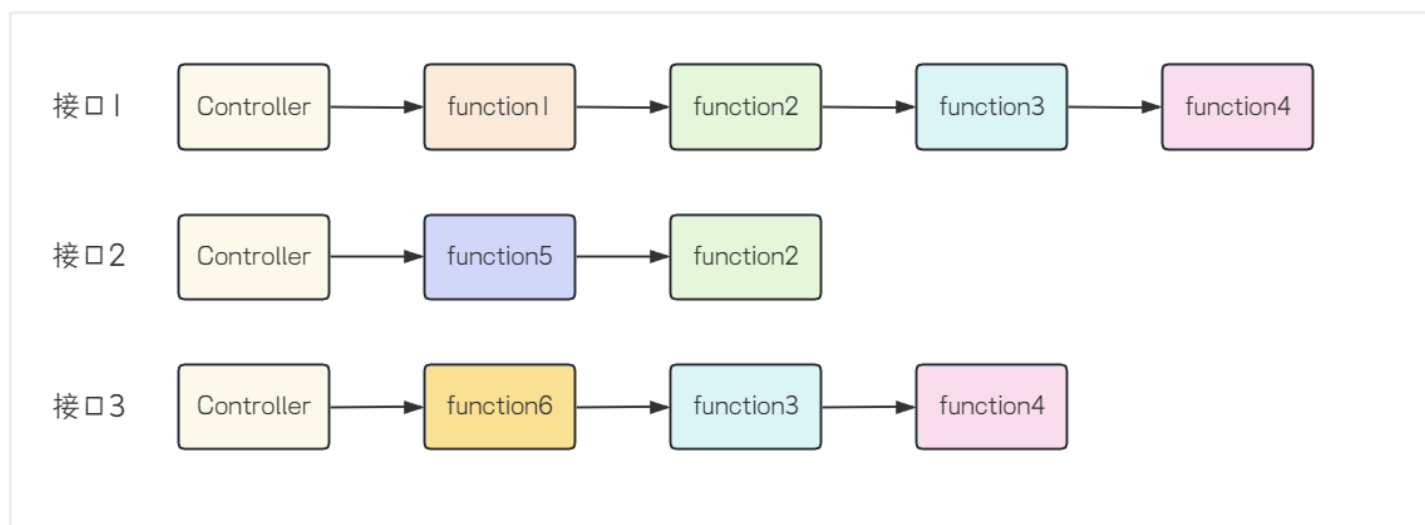 接口1 Controller function1 function2 function3 function4
接口2 Controller function5 function2
接口3 Controller function6 function3 function4